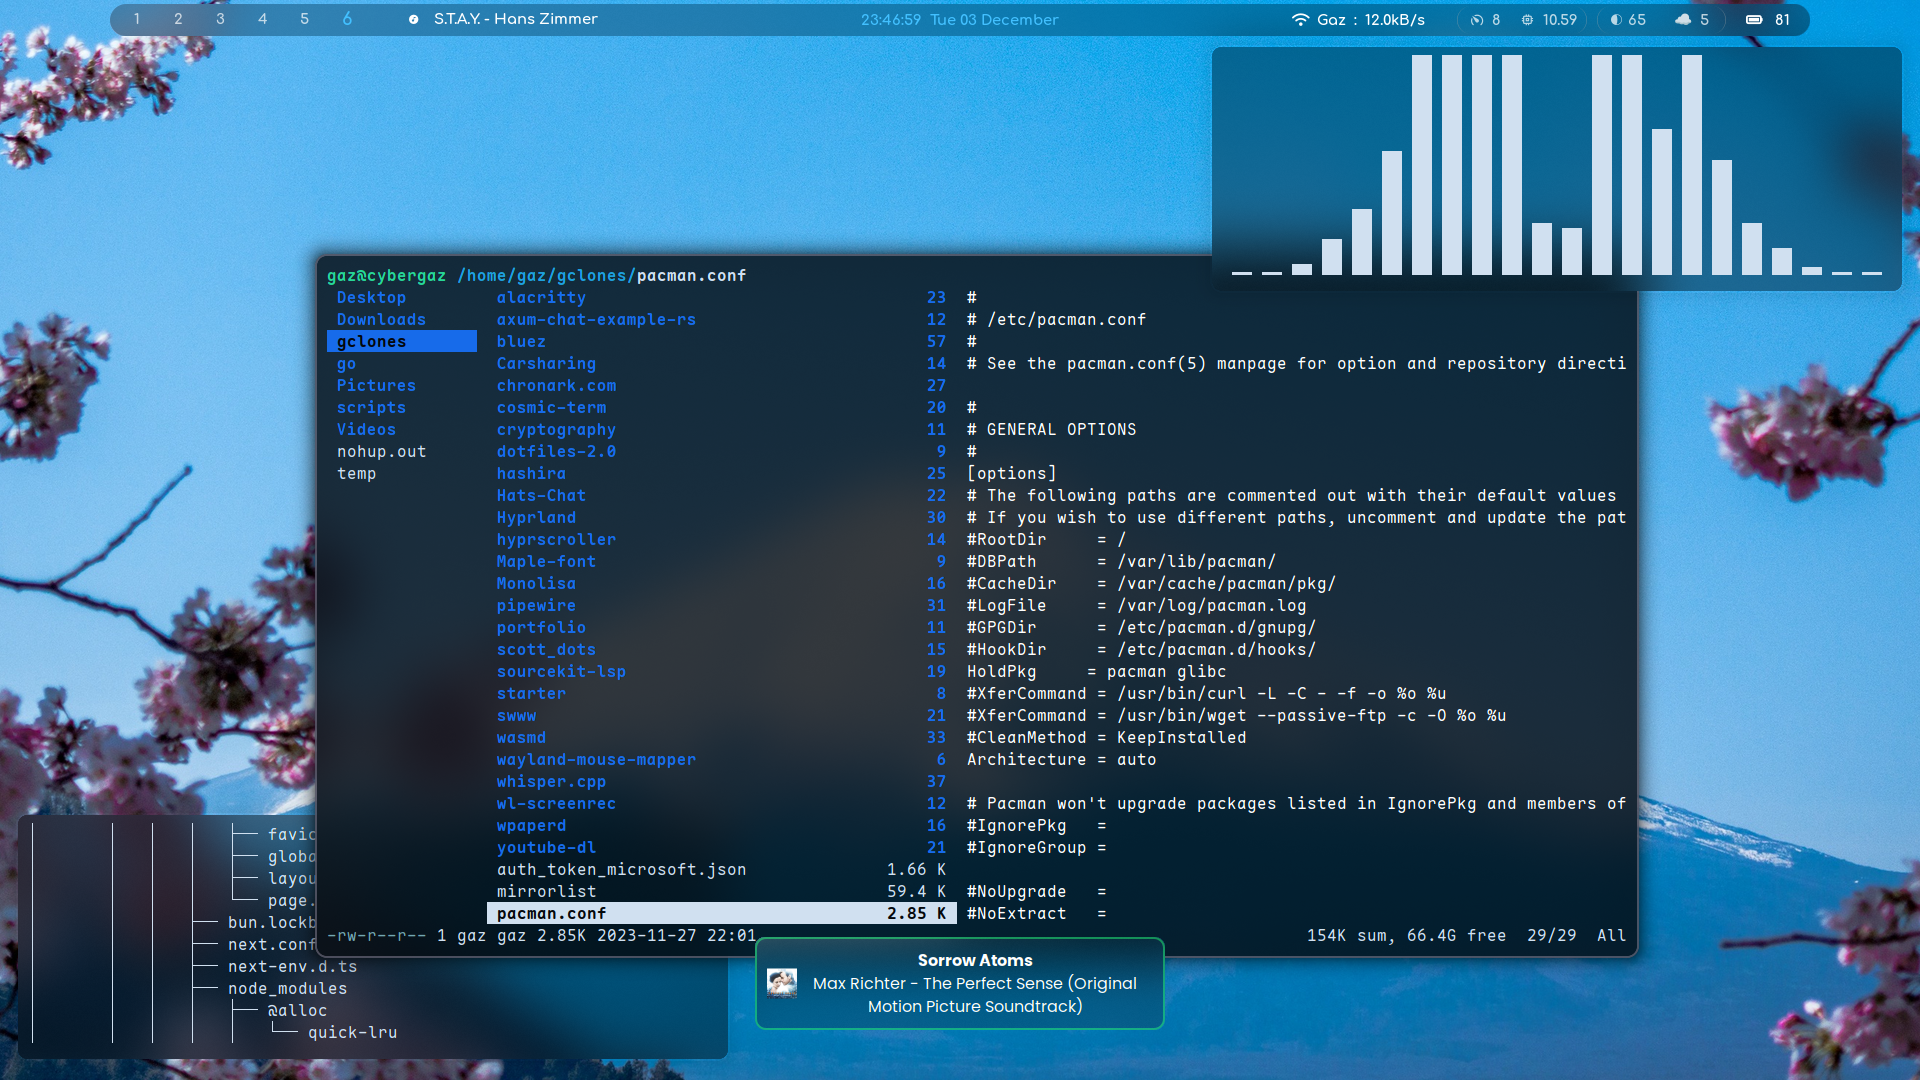 1 2 3 4 5 6 S.T.A.Y. - Hans Zimmer 23:46:59 Tue 03 December Gaz : 12.0kB/s 8 10.59 65 5 81
gaz@cybergaz /home/gaz/gclones/pacman.conf
Desktop
Downloads
gclones
go
Pictures
scripts
Videos
nohup.out
temp
alacritty 23
axum-chat-example-rs 12
bluez 57
Carsharing 14
chronark.com 27
cosmic-term 20
cryptography 11
dotfiles-2.0 9
hashira 25
Hats-Chat 22
Hyprland 30
hyprscroller 14
Maple-font 9
Monolisa 16
pipewire 31
portfolio 11
scott_dots 15
sourcekit-lsp 19
starter 8
swww 21
wasmd 33
wayland-mouse-mapper 6
whisper.cpp 37
wl-screenrec 12
wpaperd 16
youtube-dl 21
auth_token_microsoft.json 1.66 K
mirrorlist 59.4 K
pacman.conf 2.85 K
#
# /etc/pacman.conf
#
# See the pacman.conf(5) manpage for option and repository directi
#
# GENERAL OPTIONS
#
[options]
# The following paths are commented out with their default values
# If you wish to use different paths, uncomment and update the pat
#RootDir = /
#DBPath = /var/lib/pacman/
#CacheDir = /var/cache/pacman/pkg/
#LogFile = /var/log/pacman.log
#GPGDir = /etc/pacman.d/gnupg/
#HookDir = /etc/pacman.d/hooks/
HoldPkg = pacman glibc
#XferCommand = /usr/bin/curl -L -C - -f -o %o %u
#XferCommand = /usr/bin/wget --passive-ftp -c -O %o %u
#CleanMethod = KeepInstalled
Architecture = auto
# Pacman won't upgrade packages listed in IgnorePkg and members of
#IgnorePkg =
#IgnoreGroup =
#NoUpgrade =
#NoExtract =
-rw-r--r-- 1 gaz gaz 2.85K 2023-11-27 22:01 154K sum, 66.4G free 29/29 All
favic
globa
layou
page.
bun.lockb
next.conf
next-env.d.ts
node_modules
@alloc
quick-lru
Sorrow Atoms
Max Richter - The Perfect Sense (Original
Motion Picture Soundtrack)